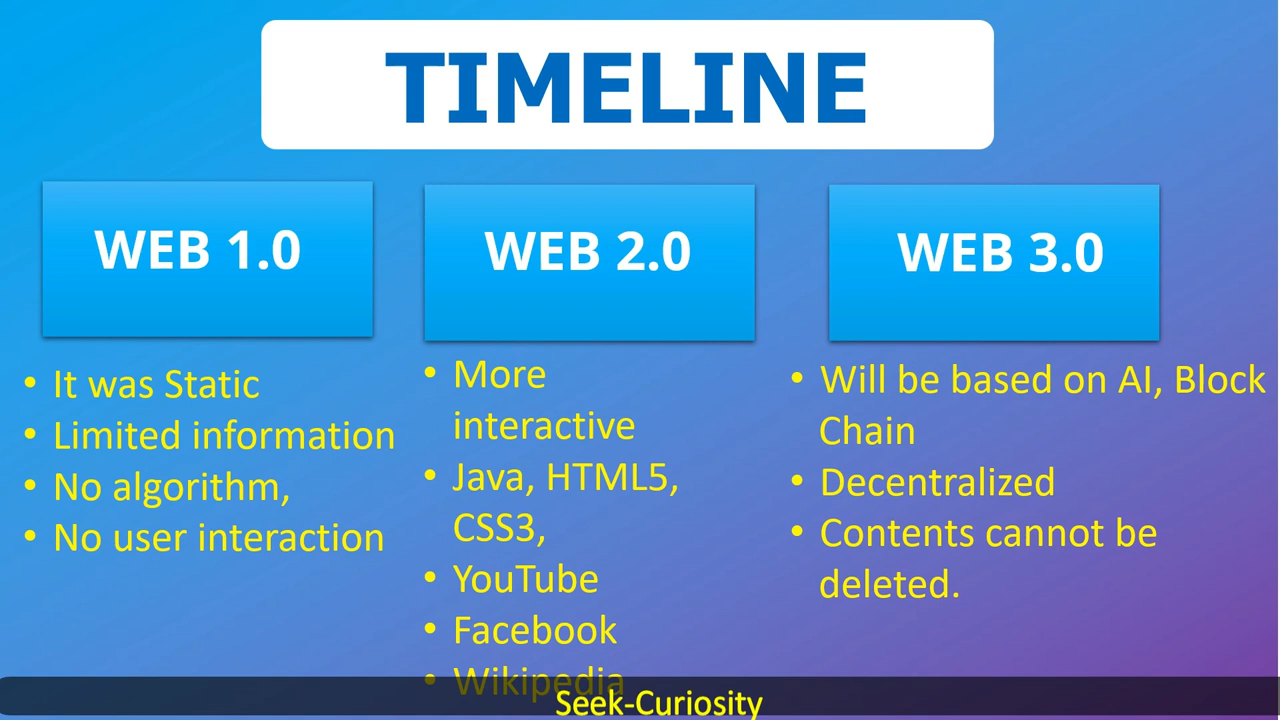 TIMELINE
WEB 1.0
• It was Static
• Limited information
• No algorithm,
• No user interaction
WEB 2.0
• More
interactive
• Java, HTML5,
CSS3,
• YouTube
• Facebook
• Wikipedia
WEB 3.0
• Will be based on AI, Block
Chain
• Decentralized
• Contents cannot be
deleted.
Seek-Curiosity